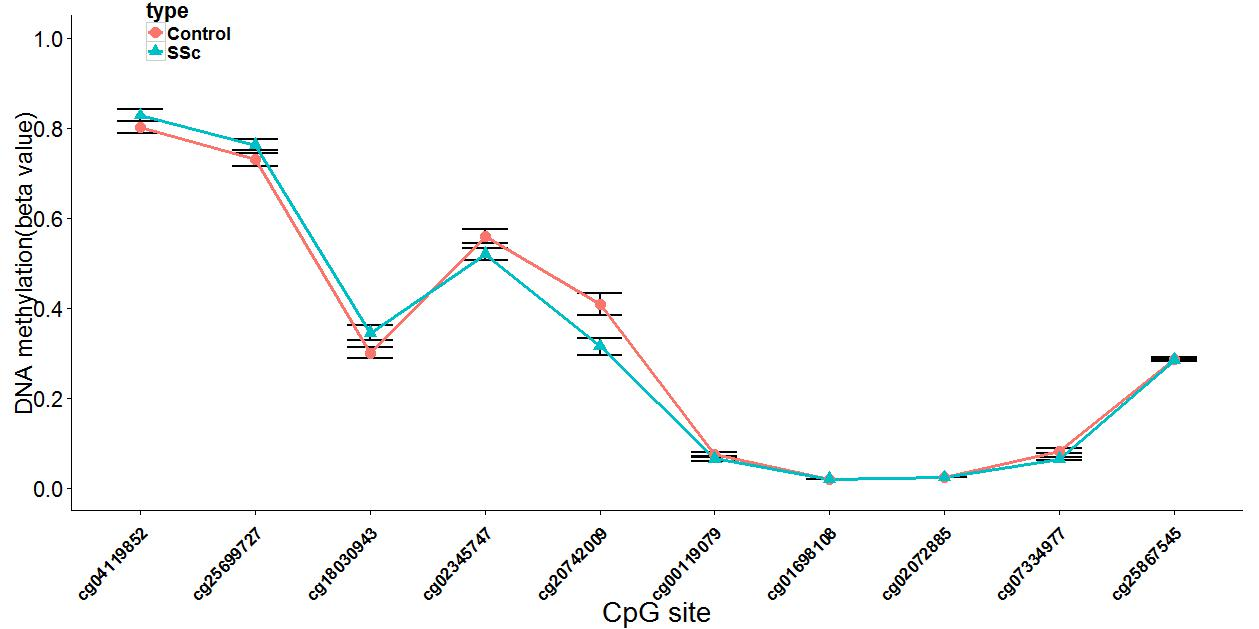 type
Control
SSc
1.0
0.8
0.6
0.4
0.2
0.0
DNA methylation(beta value)
cg04119852
cg25699727
cg18030943
cg02345747
cg20742009
cg00119079
cg01698108
cg02072885
cg07334977
cg25867545
CpG site